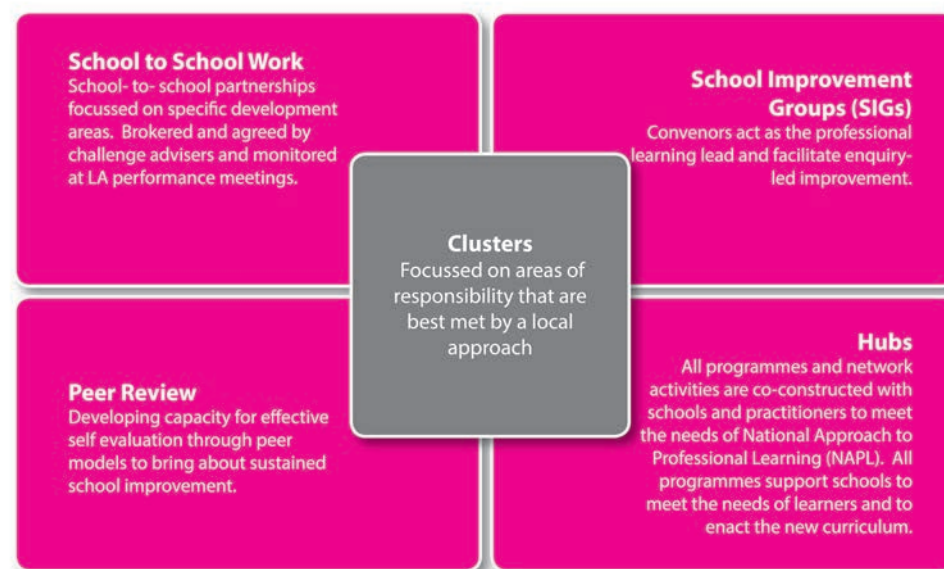 School to School Work
School- to- school partnerships
focussed on specific development
areas.  Brokered and agreed by
challenge advisers and monitored
at LA performance meetings.
School Improvement
Groups (SIGs)
Convenors act as the professional
learning lead and facilitate enquiry-
led improvement.
Clusters
Focussed on areas of
responsibility that are
best met by a local
approach
Peer Review
Developing capacity for effective
self evaluation through peer
models to bring about sustained
school improvement.
Hubs
All programmes and network
activities are co-constructed with
schools and practitioners to meet
the needs of National Approach to
Professional Learning (NAPL).  All
programmes support schools to
meet the needs of learners and to
enact the new curriculum.